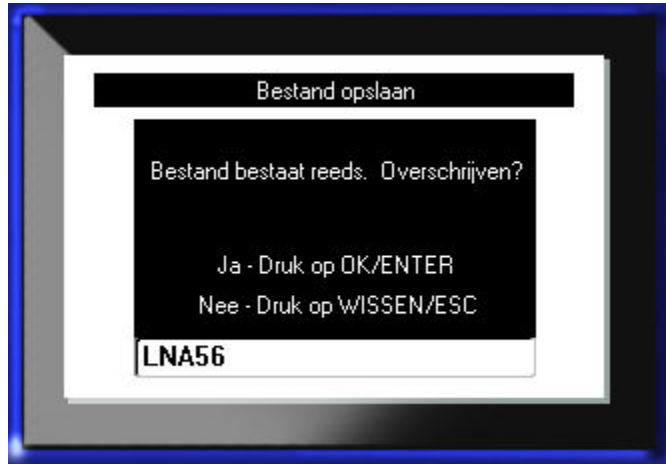 Bestand opslaan
Bestand bestaat reeds. Overschrijven?
Ja - Druk op OK/ENTER
Nee - Druk op WISSEN/ESC
LNA56